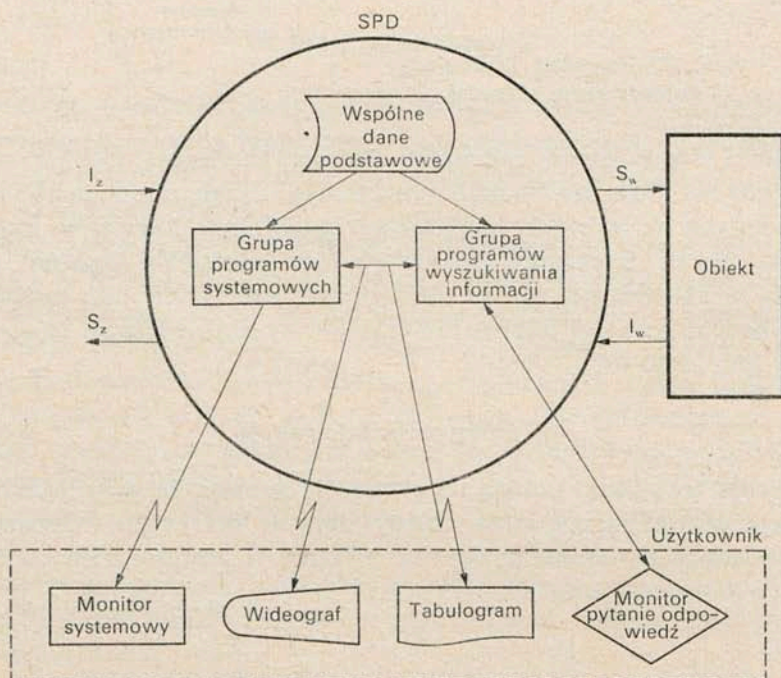 SPD
Wspólne
dane
podstawowe
I_z
S_w
Grupa
programów
systemowych
Grupa
programów
wyszukiwania
informacji
Obiekt
S_z
I_w
Użytkownik
Monitor
systemowy
Wideograf
Tabulogram
Monitor
pytanie odpo-
wiedź